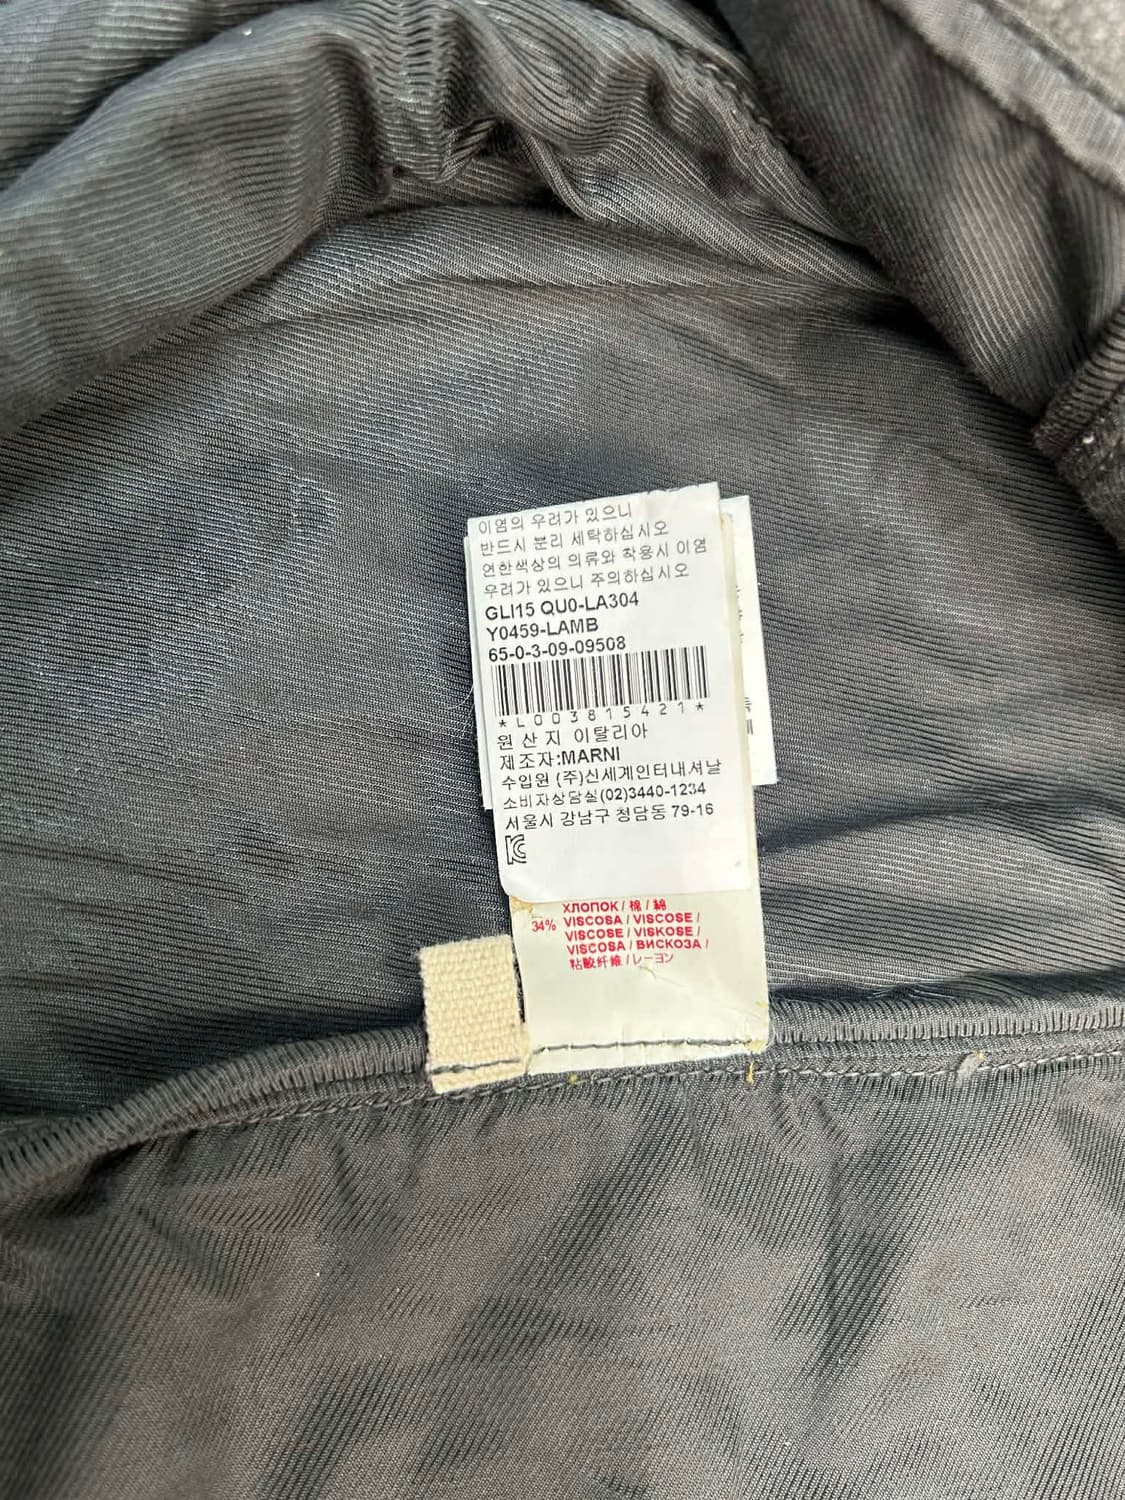 이염의 우려가 있으니
반드시 분리 세탁하십시오
연한색상의 의류와 착용시 이염
우려가 있으니 주의하십시오
GLI15 QU0-LA304
Y0459-LAMB
65-0-3-09-09508
*L003815421*
원 산 지 이탈리아
제조자:MARNI
수입원 (주)신세계인터내셔날
소비자상담실(02)3440-1234
서울시 강남구 청담동 79-16
ХЛОПОК / 棉 / 綿
34% VISCOSA / VISCOSE /
VISCOSE / VISKOSE /
VISCOSA / ВИСКОЗА /
粘胶纤维 / レーヨン